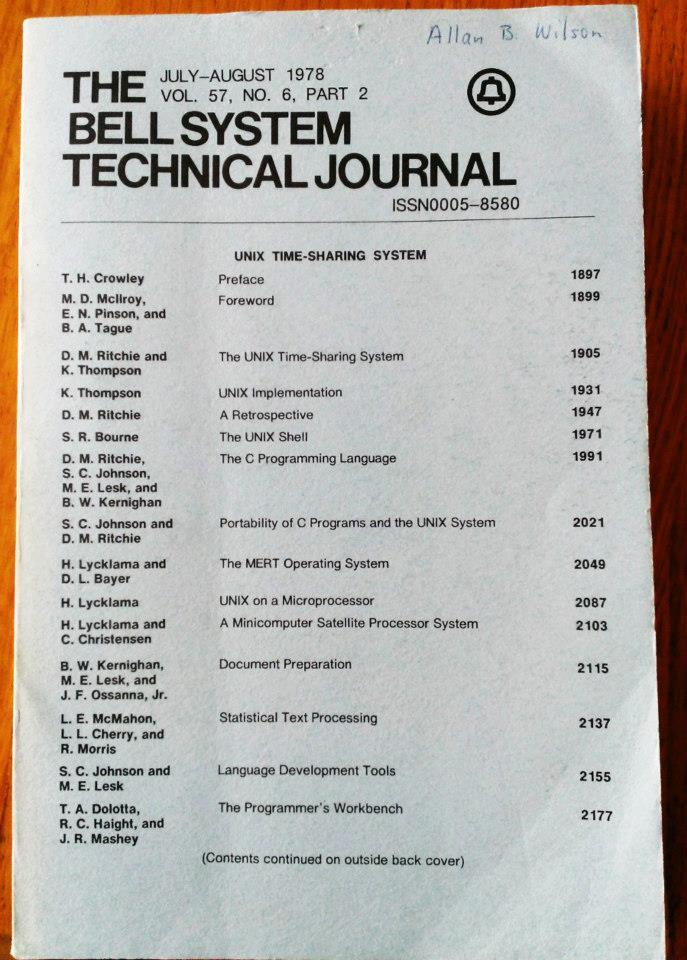 Allan B. Wilson
JULY–AUGUST 1978
VOL. 57, NO. 6, PART 2
THE
BELL SYSTEM
TECHNICAL JOURNAL
ISSN0005–8580
UNIX TIME-SHARING SYSTEM
T. H. Crowley Preface 1897
M. D. McIlroy, Foreword 1899
E. N. Pinson, and
B. A. Tague
D. M. Ritchie and The UNIX Time-Sharing System 1905
K. Thompson
K. Thompson UNIX Implementation 1931
D. M. Ritchie A Retrospective 1947
S. R. Bourne The UNIX Shell 1971
D. M. Ritchie, The C Programming Language 1991
S. C. Johnson,
M. E. Lesk, and
B. W. Kernighan
S. C. Johnson and Portability of C Programs and the UNIX System 2021
D. M. Ritchie
H. Lycklama and The MERT Operating System 2049
D. L. Bayer
H. Lycklama UNIX on a Microprocessor 2087
H. Lycklama and A Minicomputer Satellite Processor System 2103
C. Christensen
B. W. Kernighan, Document Preparation 2115
M. E. Lesk, and
J. F. Ossanna, Jr.
L. E. McMahon, Statistical Text Processing 2137
L. L. Cherry, and
R. Morris
S. C. Johnson and Language Development Tools 2155
M. E. Lesk
T. A. Dolotta, The Programmer's Workbench 2177
R. C. Haight, and
J. R. Mashey
(Contents continued on outside back cover)